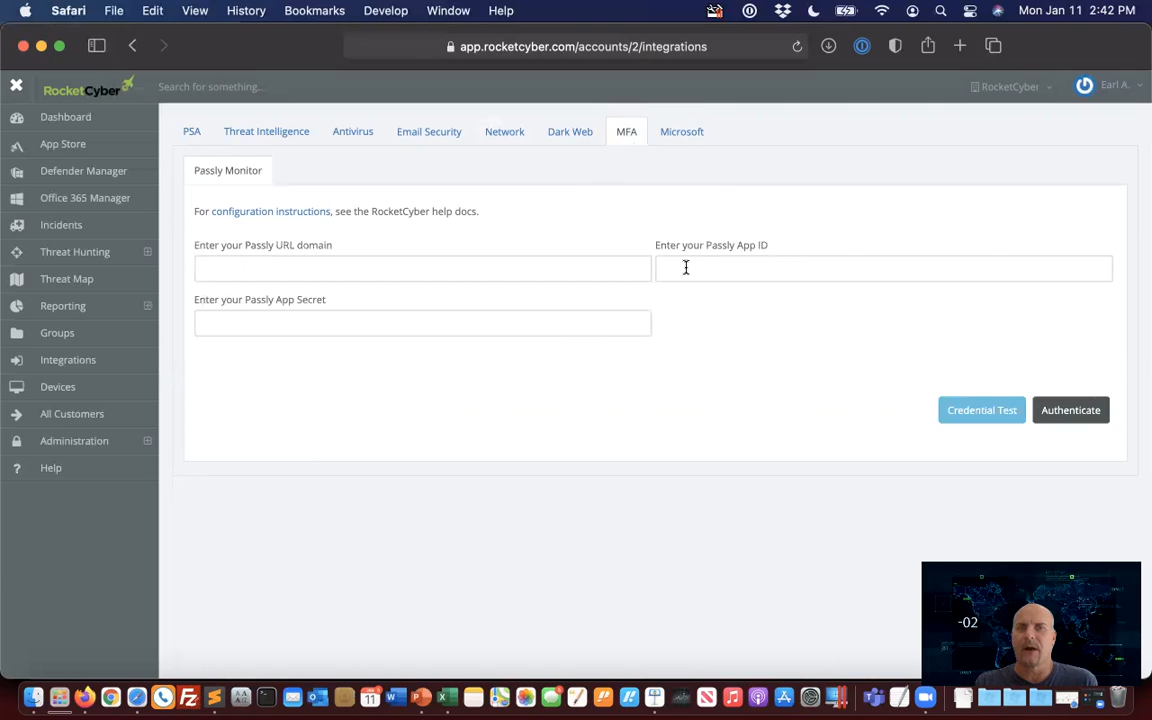 Safari File Edit View History Bookmarks Develop Window Help Mon Jan 11 2:42 PM
app.rocketcyber.com/accounts/2/integrations
RocketCyber Search for something... RocketCyber Earl A.
Dashboard
App Store
Defender Manager
Office 365 Manager
Incidents
Threat Hunting
Threat Map
Reporting
Groups
Integrations
Devices
All Customers
Administration
Help
PSA Threat Intelligence Antivirus Email Security Network Dark Web MFA Microsoft
Passly Monitor
For configuration instructions, see the RocketCyber help docs.
Enter your Passly URL domain Enter your Passly App ID
Enter your Passly App Secret
Credential Test Authenticate
-02